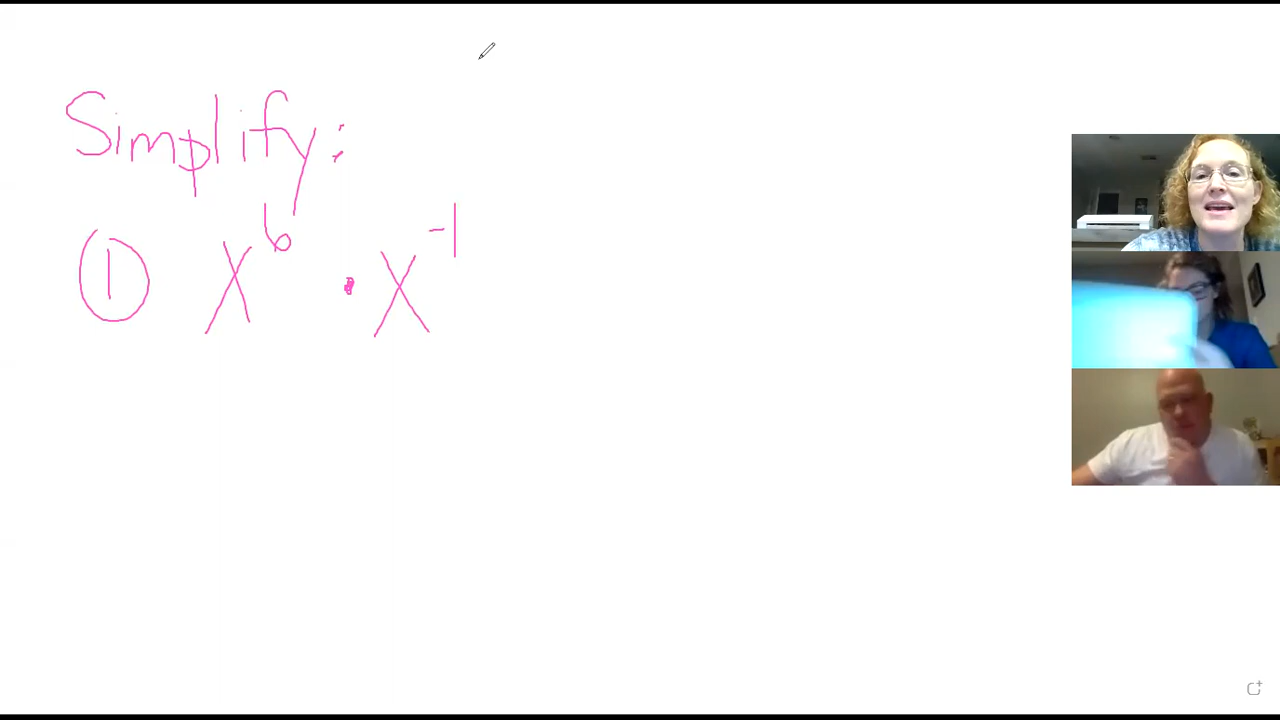 Simplify:
① x⁶ · x⁻¹